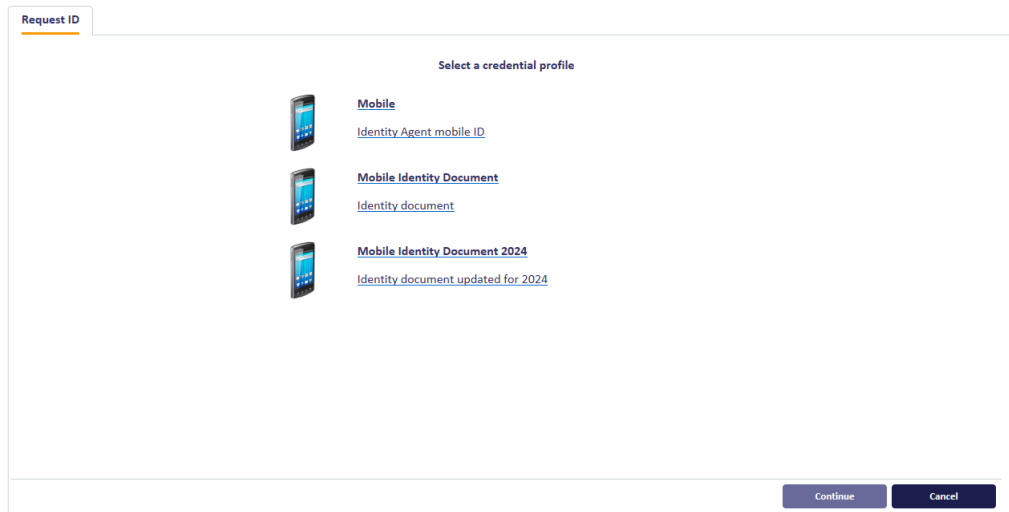 Request ID
Select a credential profile
Mobile
Identity Agent mobile ID
Mobile Identity Document
Identity document
Mobile Identity Document 2024
Identity document updated for 2024
Continue
Cancel